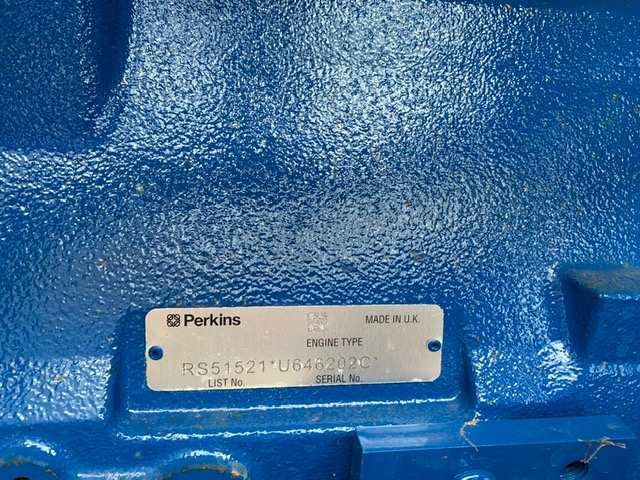 Perkins MADE IN U.K.
ENGINE TYPE
RS51521*U646202C*
LIST No. SERIAL No.